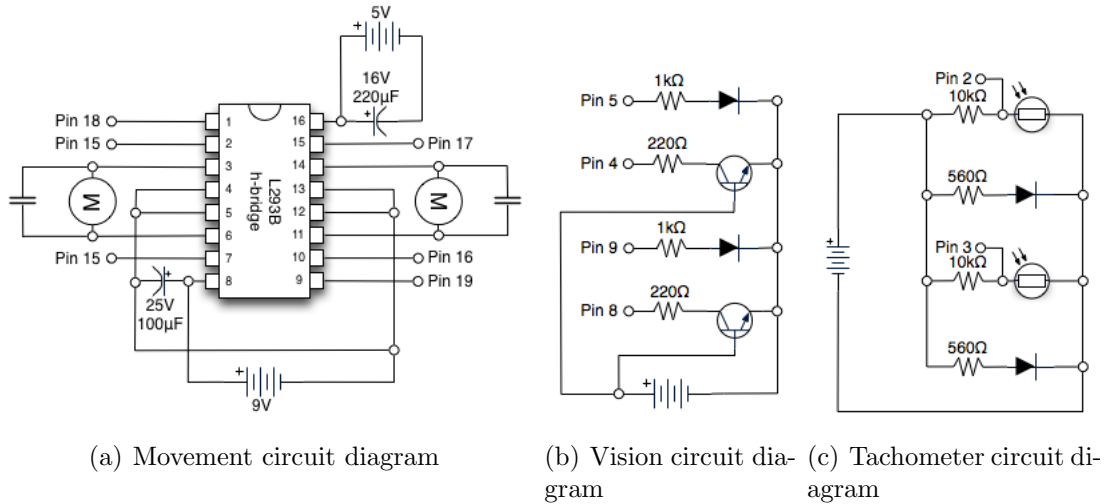 5V
+
16V
220µF
+
Pin 18
1
16
Pin 15
2
15
Pin 17
3
14
4
13
M
L293B
h-bridge
M
5
12
6
11
Pin 15
7
10
Pin 16
+
8
9
Pin 19
25V
100µF
+
9V
(a) Movement circuit diagram
1kΩ
Pin 5
220Ω
Pin 4
1kΩ
Pin 9
220Ω
Pin 8
+
(b) Vision circuit dia-
gram
Pin 2
10kΩ
560Ω
+
Pin 3
10kΩ
560Ω
(c) Tachometer circuit di-
agram